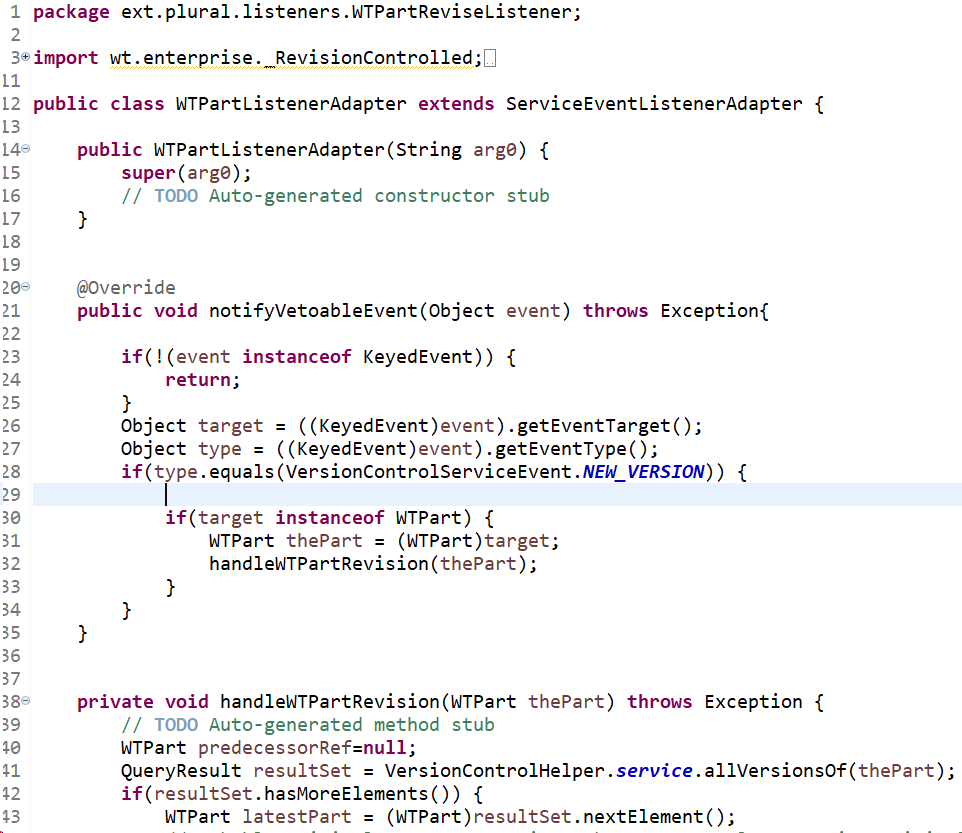 1 package ext.plural.listeners.WTPartReviseListener;
2
3 import wt.enterprise._RevisionControlled;
11
12 public class WTPartListenerAdapter extends ServiceEventListenerAdapter {
13
14 public WTPartListenerAdapter(String arg0) {
15 super(arg0);
16 // TODO Auto-generated constructor stub
17 }
18
19
20 @Override
21 public void notifyVetoableEvent(Object event) throws Exception{
22
23 if(!(event instanceof KeyedEvent)) {
24 return;
25 }
26 Object target = ((KeyedEvent)event).getEventTarget();
27 Object type = ((KeyedEvent)event).getEventType();
28 if(type.equals(VersionControlServiceEvent.NEW_VERSION)) {
29
30 if(target instanceof WTPart) {
31 WTPart thePart = (WTPart)target;
32 handleWTPartRevision(thePart);
33 }
34 }
35 }
36
37
38 private void handleWTPartRevision(WTPart thePart) throws Exception {
39 // TODO Auto-generated method stub
40 WTPart predecessorRef=null;
41 QueryResult resultSet = VersionControlHelper.service.allVersionsOf(thePart);
42 if(resultSet.hasMoreElements()) {
43 WTPart latestPart = (WTPart)resultSet.nextElement();